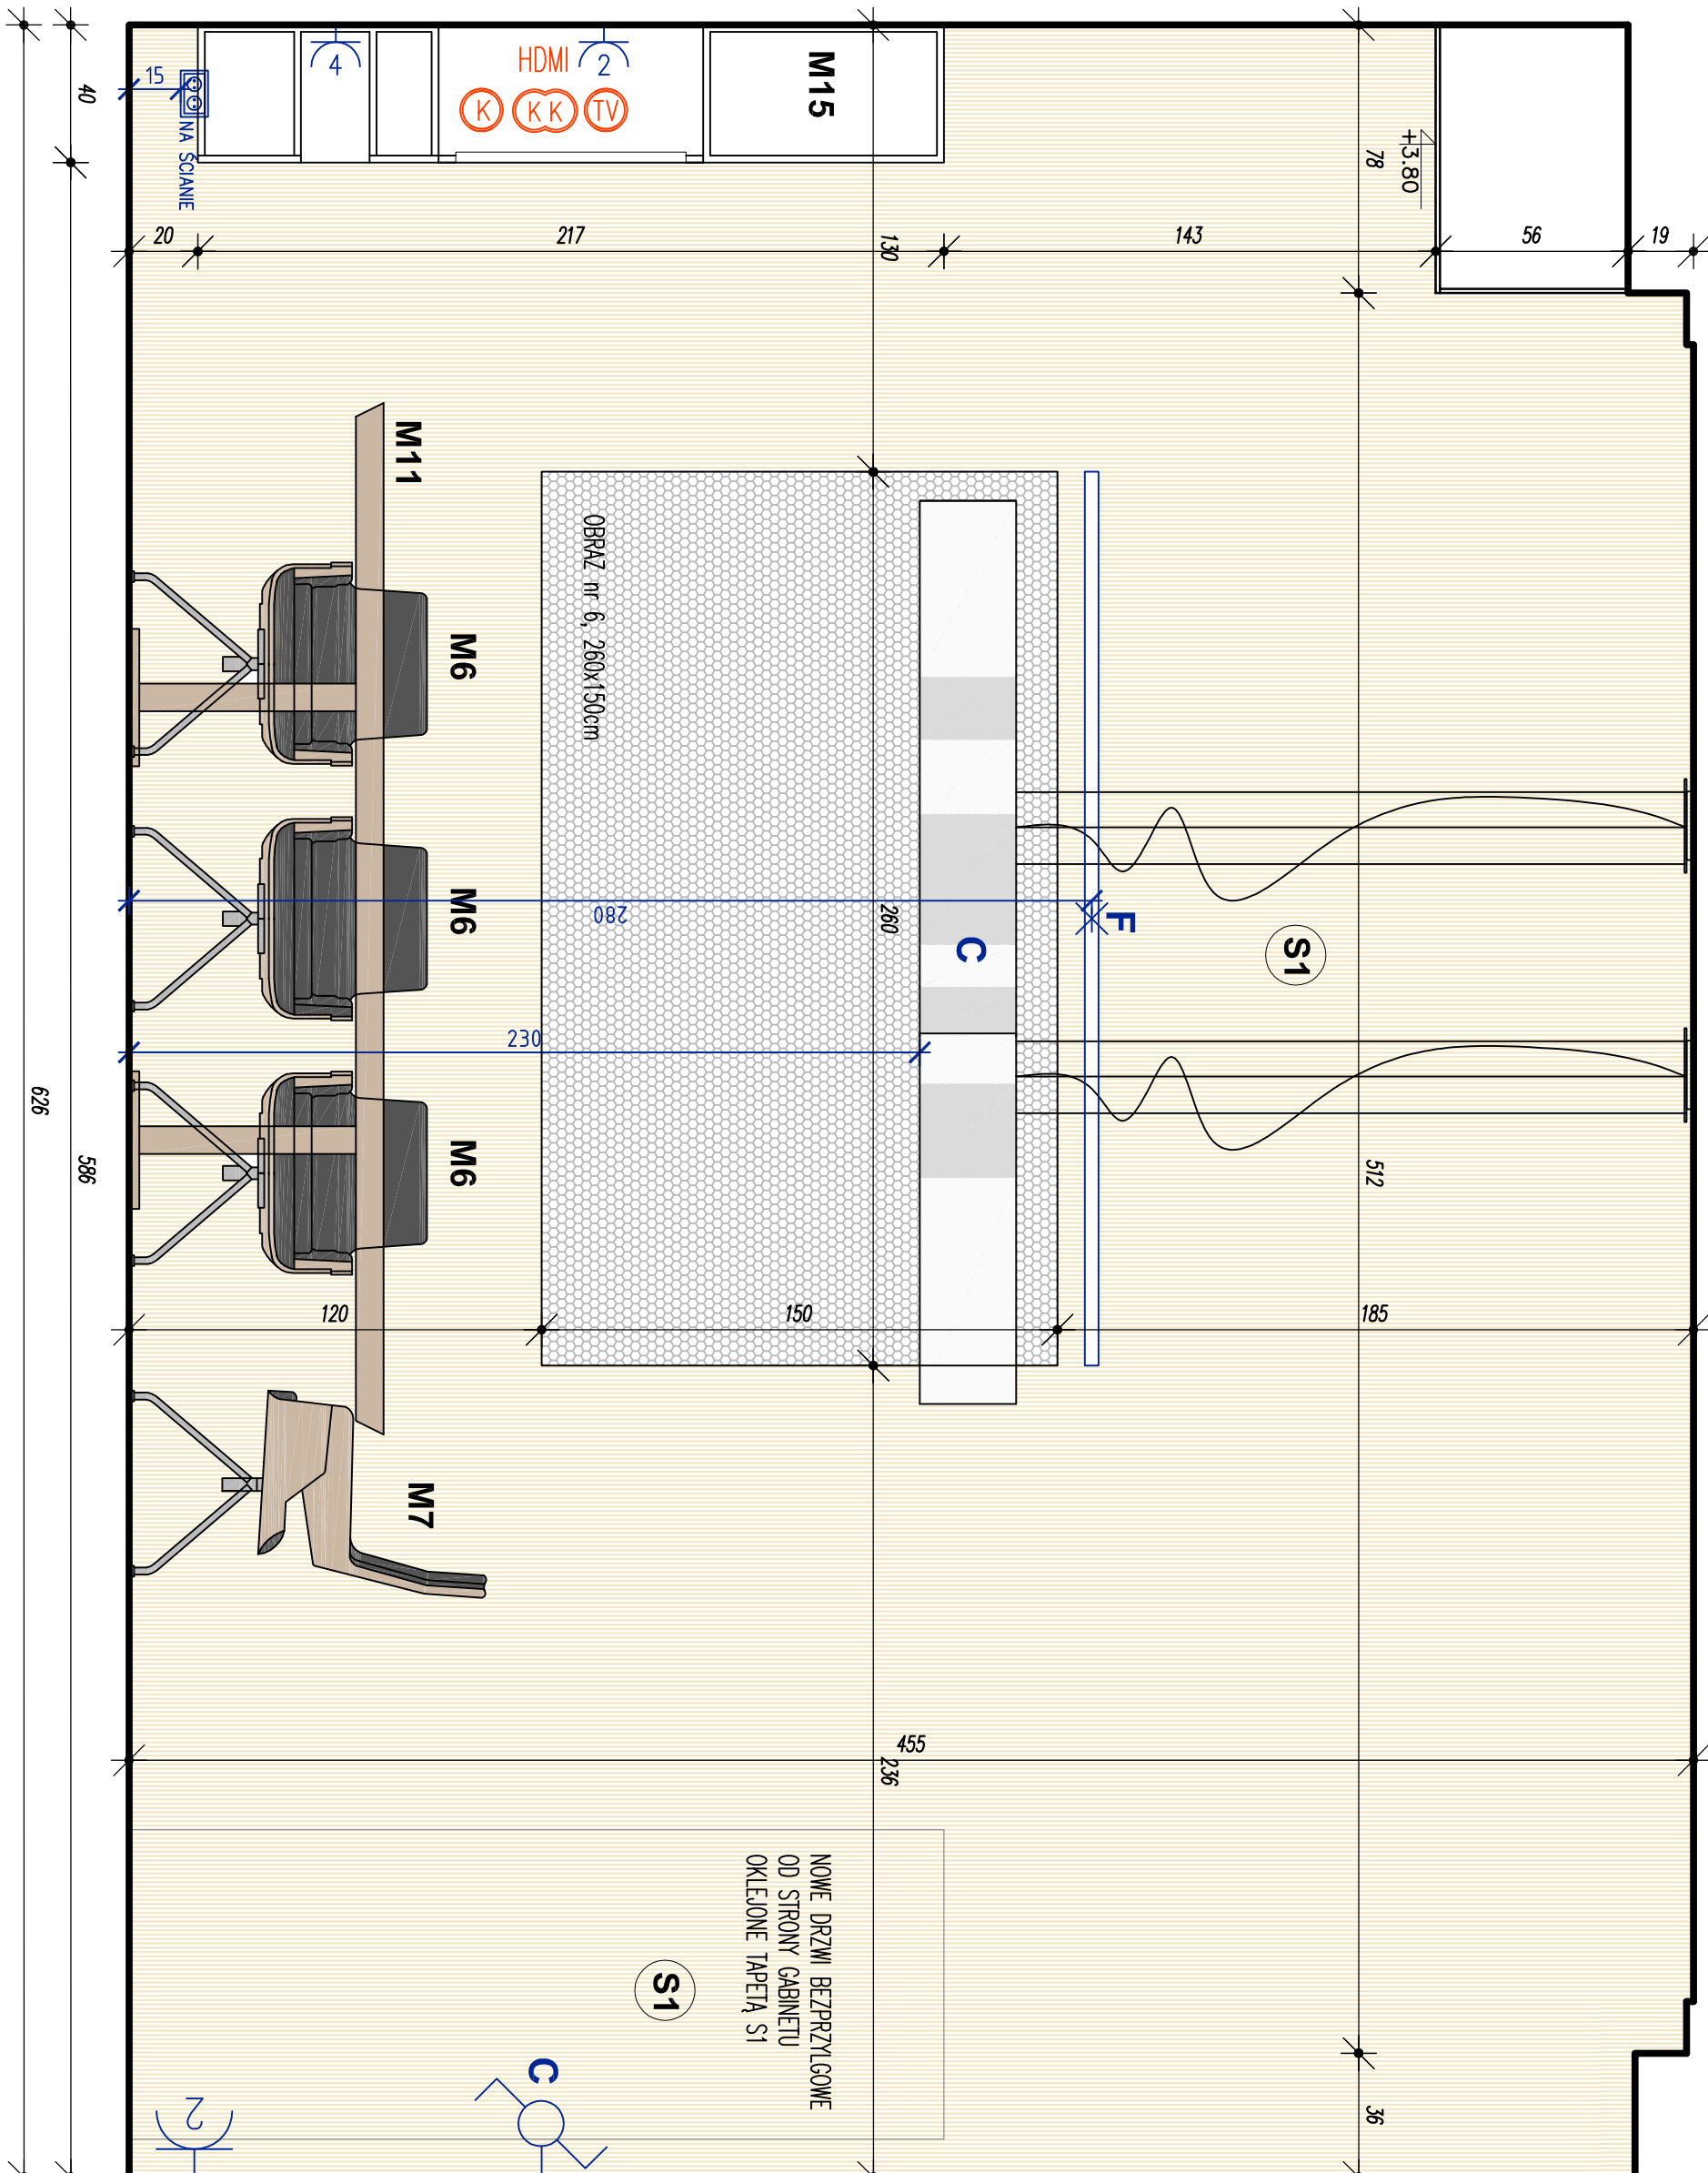 40
626
586
15
NA ŚCIANIE
4
HDMI
2
K
K K
TV
M15
+3.80
78
20
217
130
143
56
19
M11
OBRAZ nr 6, 260x150cm
M6
M6
M6
280
260
230
C
F
S1
512
120
150
185
M7
455
236
NOWE DRZWI BEZPRZYLGOWE
OD STRONY GABINETU
OKLEJONE TAPETĄ S1
S1
C
2
36